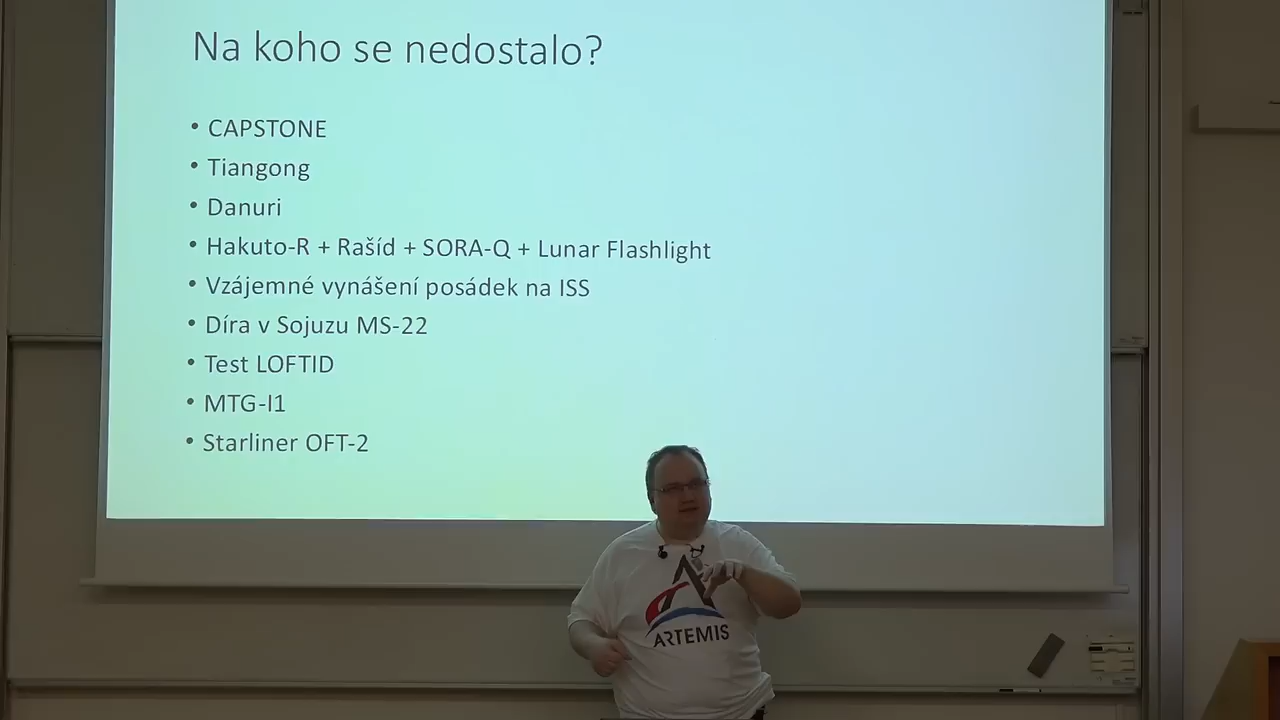 Na koho se nedostalo?
• CAPSTONE
• Tiangong
• Danuri
• Hakuto-R + Rašíd + SORA-Q + Lunar Flashlight
• Vzájemné vynášení posádek na ISS
• Díra v Sojuzu MS-22
• Test LOFTID
• MTG-I1
• Starliner OFT-2
ARTEMIS